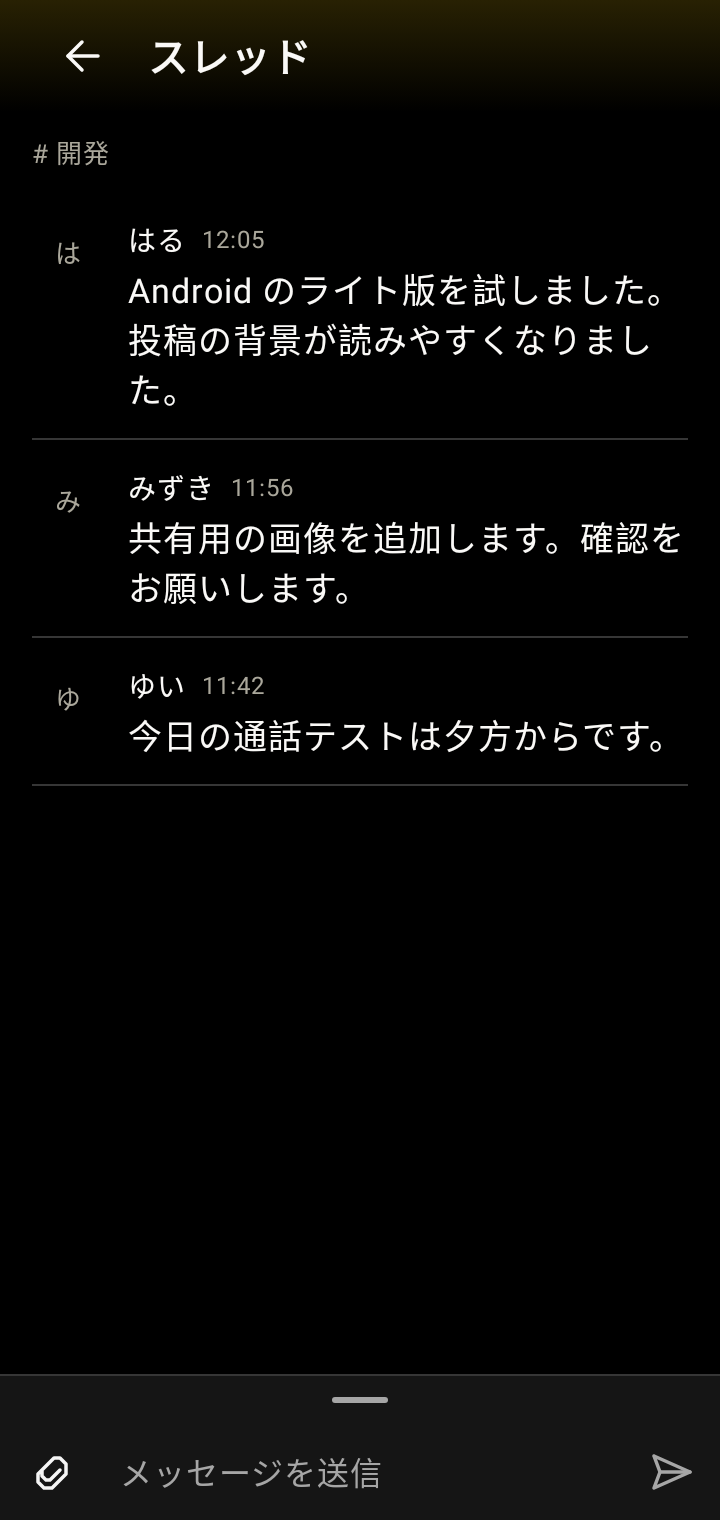 スレッド
# 開発
は
はる 12:05
Android のライト版を試しました。
投稿の背景が読みやすくなりまし
た。
み
みずき 11:56
共有用の画像を追加します。確認を
お願いします。
ゆ
ゆい 11:42
今日の通話テストは夕方からです。
メッセージを送信